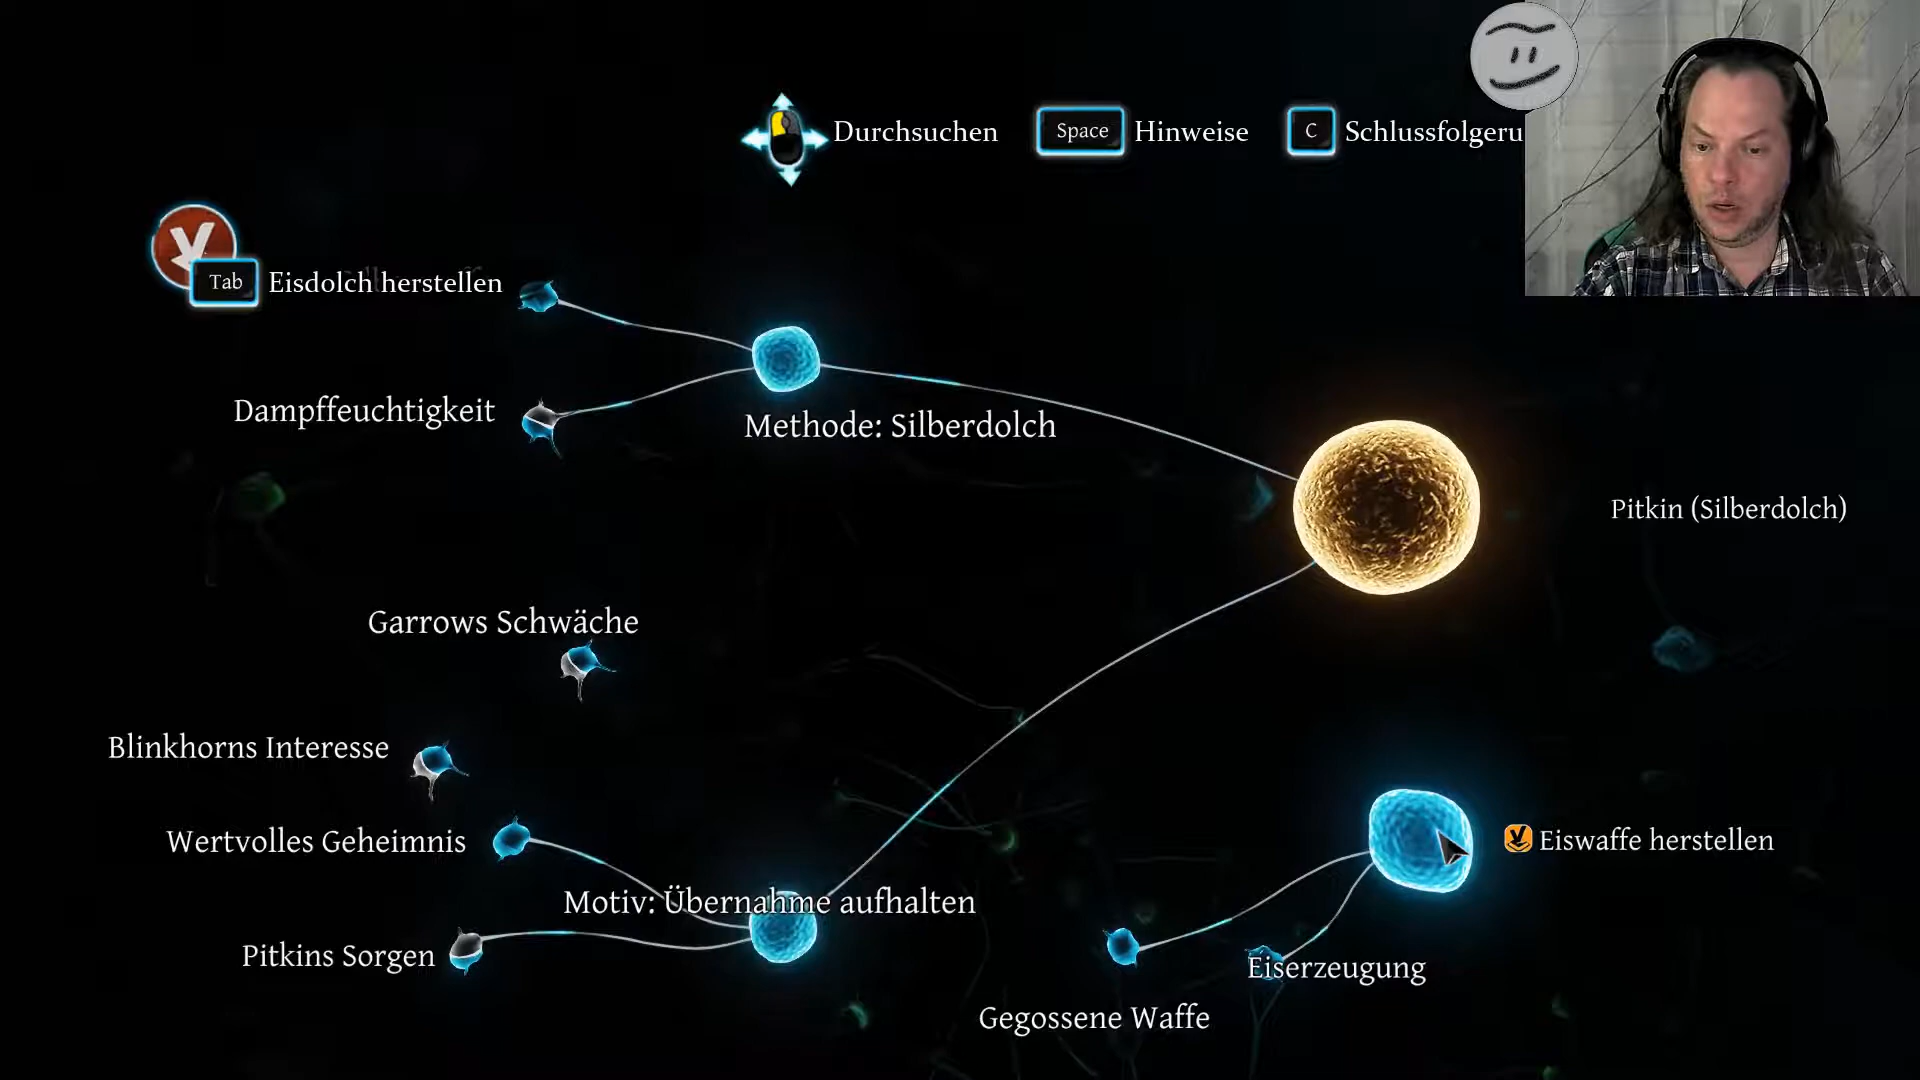 Durchsuchen
Space Hinweise
C Schlussfolgeru
Tab Eisdolch herstellen
Dampffeuchtigkeit
Methode: Silberdolch
Pitkin (Silberdolch)
Garrows Schwäche
Blinkhorns Interesse
Wertvolles Geheimnis
Eiswaffe herstellen
Motiv: Übernahme aufhalten
Pitkins Sorgen
Eiserzeugung
Gegossene Waffe